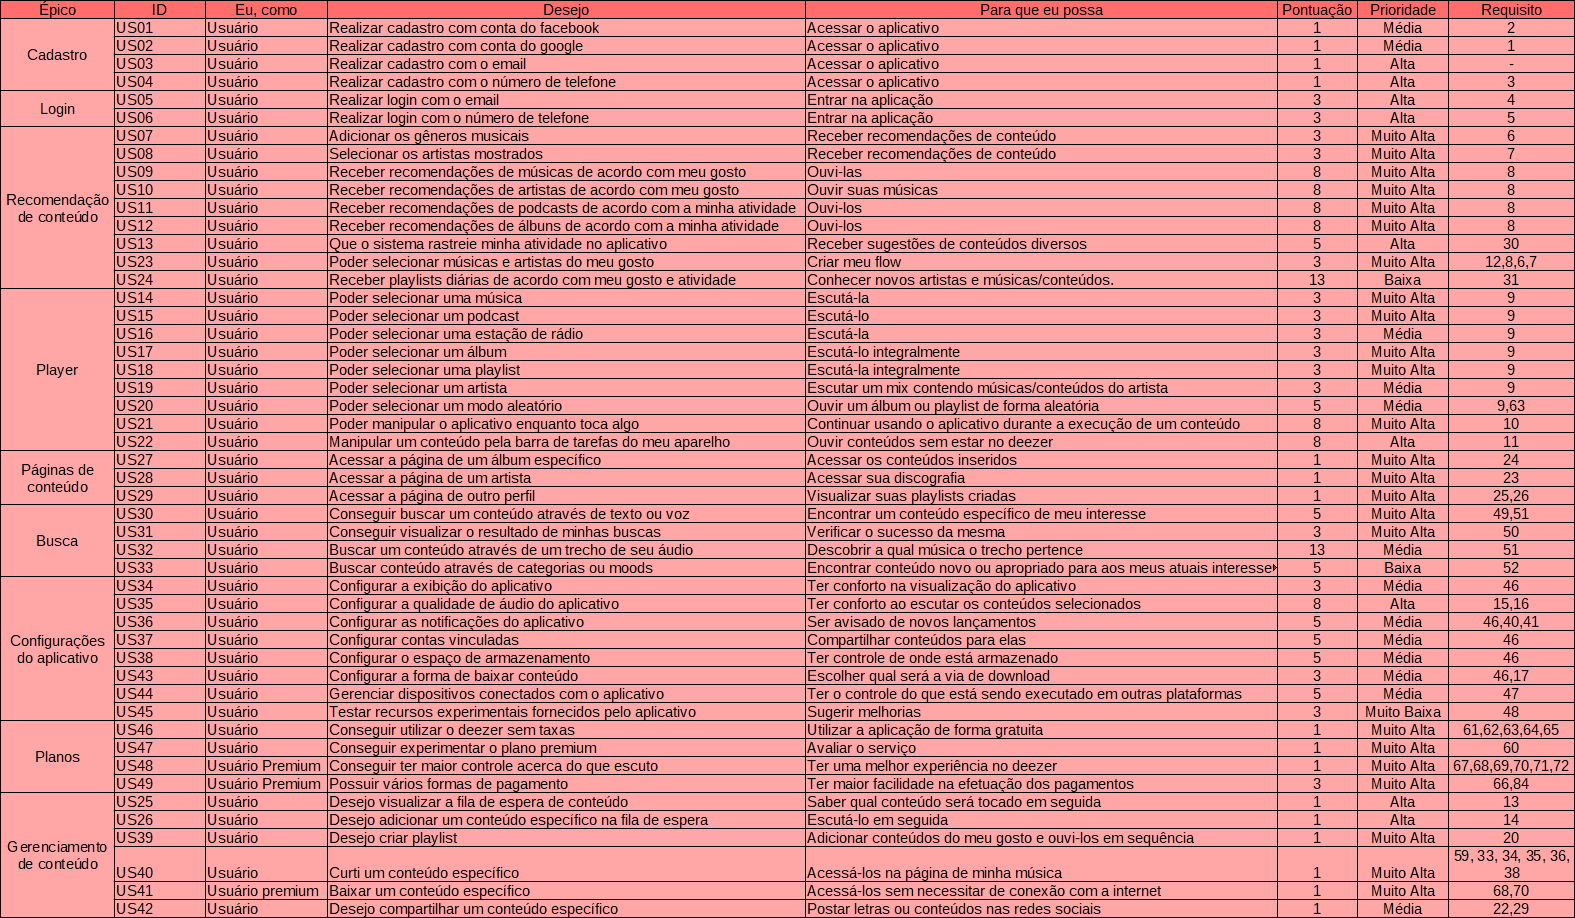 Épico ID Eu, como Desejo Para que eu possa Pontuação Prioridade Requisito
Cadastro
US01 Usuário Realizar cadastro com conta do facebook Acessar o aplicativo 1 Média 2
US02 Usuário Realizar cadastro com conta do google Acessar o aplicativo 1 Média 1
US03 Usuário Realizar cadastro com o email Acessar o aplicativo 1 Alta -
US04 Usuário Realizar cadastro com o número de telefone Acessar o aplicativo 1 Alta 3
Login
US05 Usuário Realizar login com o email Entrar na aplicação 3 Alta 4
US06 Usuário Realizar login com o número de telefone Entrar na aplicação 3 Alta 5
Recomendação
de conteúdo
US07 Usuário Adicionar os gêneros musicais Receber recomendações de conteúdo 3 Muito Alta 6
US08 Usuário Selecionar os artistas mostrados Receber recomendações de conteúdo 3 Muito Alta 7
US09 Usuário Receber recomendações de músicas de acordo com meu gosto Ouvi-las 8 Muito Alta 8
US10 Usuário Receber recomendações de artistas de acordo com meu gosto Ouvir suas músicas 8 Muito Alta 8
US11 Usuário Receber recomendações de podcasts de acordo com a minha atividade Ouvi-los 8 Muito Alta 8
US12 Usuário Receber recomendações de álbuns de acordo com a minha atividade Ouvi-los 8 Muito Alta 8
US13 Usuário Que o sistema rastreie minha atividade no aplicativo Receber sugestões de conteúdos diversos 5 Alta 30
US23 Usuário Poder selecionar músicas e artistas do meu gosto Criar meu flow 3 Muito Alta 12,8,6,7
US24 Usuário Receber playlists diárias de acordo com meu gosto e atividade Conhecer novos artistas e músicas/conteúdos. 13 Baixa 31
Player
US14 Usuário Poder selecionar uma música Escutá-la 3 Muito Alta 9
US15 Usuário Poder selecionar um podcast Escutá-lo 3 Muito Alta 9
US16 Usuário Poder selecionar uma estação de rádio Escutá-la 3 Média 9
US17 Usuário Poder selecionar um álbum Escutá-lo integralmente 3 Muito Alta 9
US18 Usuário Poder selecionar uma playlist Escutá-la integralmente 3 Muito Alta 9
US19 Usuário Poder selecionar um artista Escutar um mix contendo músicas/conteúdos do artista 3 Média 9
US20 Usuário Poder selecionar um modo aleatório Ouvir um álbum ou playlist de forma aleatória 5 Média 9,63
US21 Usuário Poder manipular o aplicativo enquanto toca algo Continuar usando o aplicativo durante a execução de um conteúdo 8 Muito Alta 10
US22 Usuário Manipular um conteúdo pela barra de tarefas do meu aparelho Ouvir conteúdos sem estar no deezer 8 Alta 11
Páginas de
conteúdo
US27 Usuário Acessar a página de um álbum específico Acessar os conteúdos inseridos 1 Muito Alta 24
US28 Usuário Acessar a página de um artista Acessar sua discografia 1 Muito Alta 23
US29 Usuário Acessar a página de outro perfil Visualizar suas playlists criadas 1 Muito Alta 25,26
Busca
US30 Usuário Conseguir buscar um conteúdo através de texto ou voz Encontrar um conteúdo específico de meu interesse 5 Muito Alta 49,51
US31 Usuário Conseguir visualizar o resultado de minhas buscas Verificar o sucesso da mesma 3 Muito Alta 50
US32 Usuário Buscar um conteúdo através de um trecho de seu áudio Descobrir a qual música o trecho pertence 13 Média 51
US33 Usuário Buscar conteúdo através de categorias ou moods Encontrar conteúdo novo ou apropriado para aos meus atuais interesse 5 Baixa 52
Configurações
do aplicativo
US34 Usuário Configurar a exibição do aplicativo Ter conforto na visualização do aplicativo 3 Média 46
US35 Usuário Configurar a qualidade de áudio do aplicativo Ter conforto ao escutar os conteúdos selecionados 8 Alta 15,16
US36 Usuário Configurar as notificações do aplicativo Ser avisado de novos lançamentos 5 Média 46,40,41
US37 Usuário Configurar contas vinculadas Compartilhar conteúdos para elas 5 Média 46
US38 Usuário Configurar o espaço de armazenamento Ter controle de onde está armazenado 5 Média 46
US43 Usuário Configurar a forma de baixar conteúdo Escolher qual será a via de download 3 Média 46,17
US44 Usuário Gerenciar dispositivos conectados com o aplicativo Ter o controle do que está sendo executado em outras plataformas 5 Média 47
US45 Usuário Testar recursos experimentais fornecidos pelo aplicativo Sugerir melhorias 3 Muito Baixa 48
Planos
US46 Usuário Conseguir utilizar o deezer sem taxas Utilizar a aplicação de forma gratuita 1 Muito Alta 61,62,63,64,65
US47 Usuário Conseguir experimentar o plano premium Avaliar o serviço 1 Muito Alta 60
US48 Usuário Premium Conseguir ter maior controle acerca do que escuto Ter uma melhor experiência no deezer 1 Muito Alta 67,68,69,70,71,72
US49 Usuário Premium Possuir vários formas de pagamento Ter maior facilidade na efetuação dos pagamentos 3 Muito Alta 66,84
Gerenciamento
de conteúdo
US25 Usuário Desejo visualizar a fila de espera de conteúdo Saber qual conteúdo será tocado em seguida 1 Alta 13
US26 Usuário Desejo adicionar um conteúdo específico na fila de espera Escutá-lo em seguida 1 Alta 14
US39 Usuário Desejo criar playlist Adicionar conteúdos do meu gosto e ouvi-los em sequência 1 Muito Alta 20
59, 33, 34, 35, 36,
US40 Usuário Curti um conteúdo específico Acessá-los na página de minha música 1 Muito Alta 38
US41 Usuário premium Baixar um conteúdo específico Acessá-los sem necessitar de conexão com a internet 1 Muito Alta 68,70
US42 Usuário Desejo compartilhar um conteúdo específico Postar letras ou conteúdos nas redes sociais 1 Média 22,29